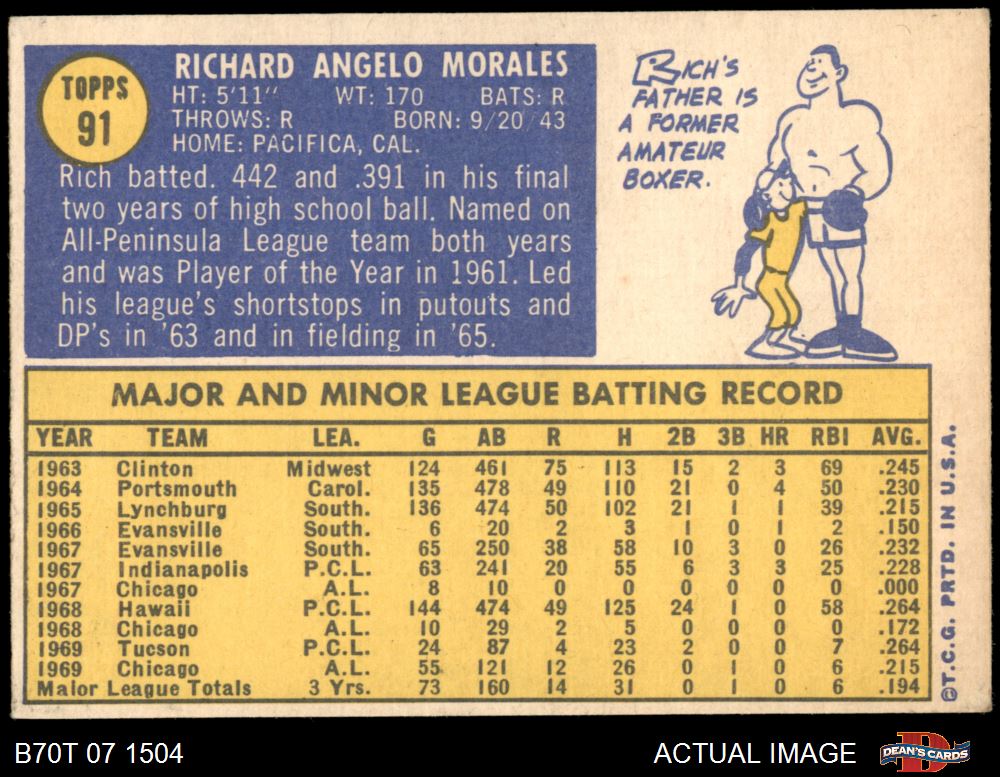 TOPPS
91
RICHARD ANGELO MORALES
HT: 5'11" WT: 170 BATS: R
THROWS: R BORN: 9/20/43
HOME: PACIFICA, CAL.
Rich batted. 442 and .391 in his final
two years of high school ball. Named on
All-Peninsula League team both years
and was Player of the Year in 1961. Led
his league's shortstops in putouts and
DP's in '63 and in fielding in '65.
RICH'S
FATHER IS
A FORMER
AMATEUR
BOXER.
MAJOR AND MINOR LEAGUE BATTING RECORD
YEAR TEAM LEA. G AB R H 2B 3B HR RBI AVG.
1963 Clinton Midwest 124 461 75 113 15 2 3 69 .245
1964 Portsmouth Carol. 135 478 49 110 21 0 4 50 .230
1965 Lynchburg South. 136 474 50 102 21 1 1 39 .215
1966 Evansville South. 6 20 2 3 1 0 1 2 .150
1967 Evansville South. 65 250 38 58 10 3 0 26 .232
1967 Indianapolis P.C.L. 63 241 20 55 6 3 3 25 .228
1967 Chicago A.L. 8 10 0 0 0 0 0 0 .000
1968 Hawaii P.C.L. 144 474 49 125 24 1 0 58 .264
1968 Chicago A.L. 10 29 2 5 0 0 0 0 .172
1969 Tucson P.C.L. 24 87 4 23 2 0 0 7 .264
1969 Chicago A.L. 55 121 12 26 0 1 0 6 .215
Major League Totals 3 Yrs. 73 160 14 31 0 1 0 6 .194
©T.C.G. PRTD. IN U.S.A.
B70T 07 1504 ACTUAL IMAGE
DEAN'S CARDS